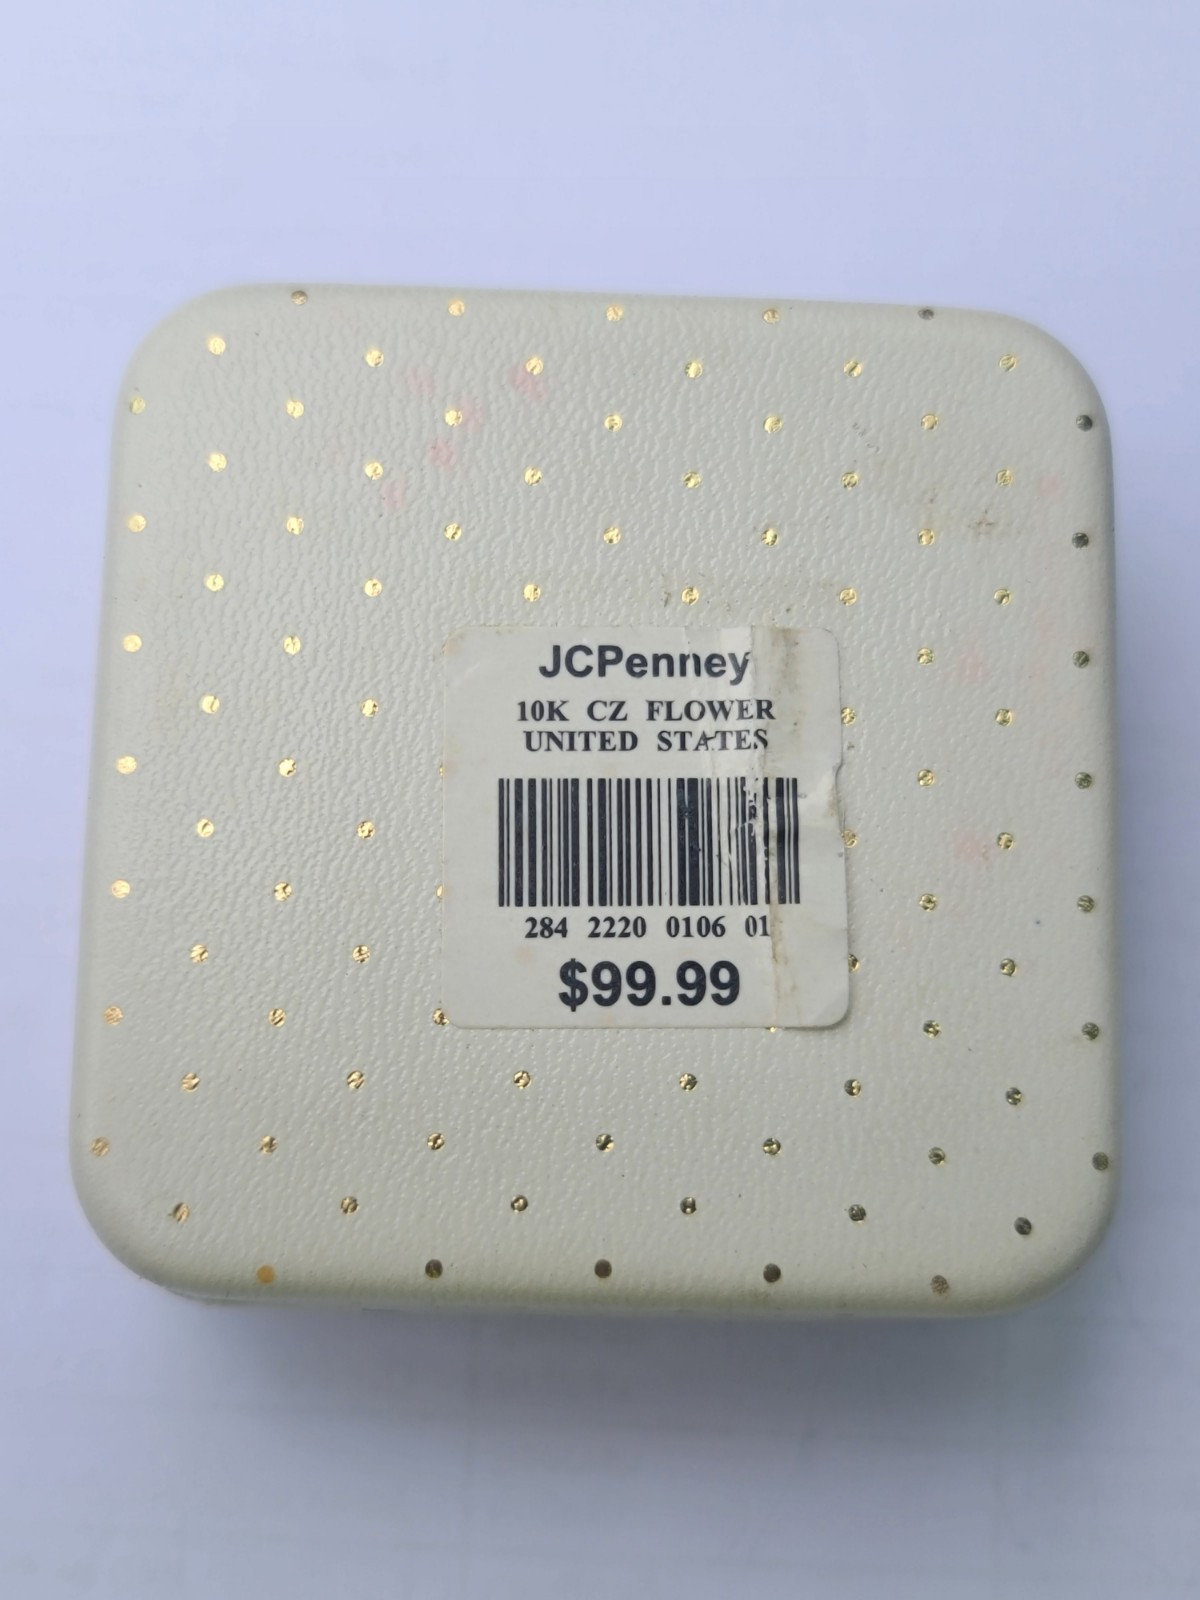 JCPenney
10K CZ FLOWER
UNITED STATES
284 2220 0106 01
$99.99